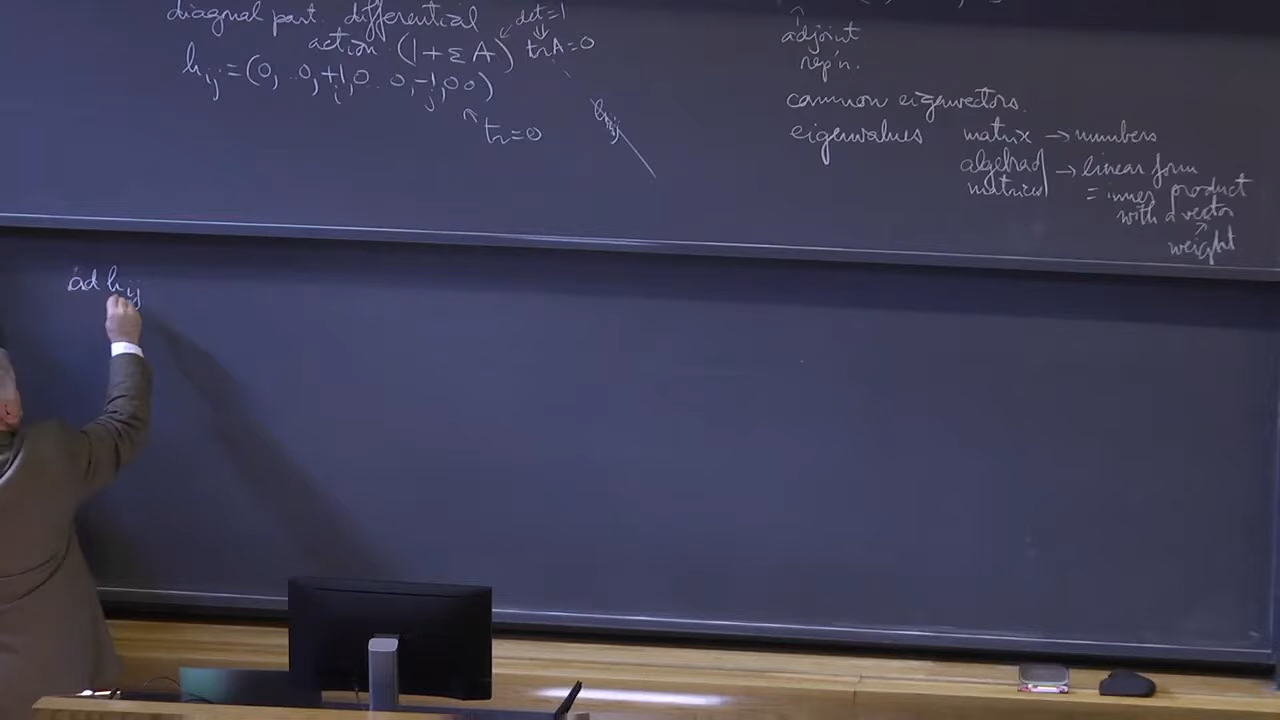 diagonal part. differential
action (1+εA)
det=1
⇓
trA=0
h_ij=(0, ..0,+1,0.. 0,-1,0 0)
i j
tr=0
adjoint
rep'n.
common eigenvectors.
eigenvalues matrix → numbers
→ linear form
matrices
= inner product
with a vector
weight
ad h_ij